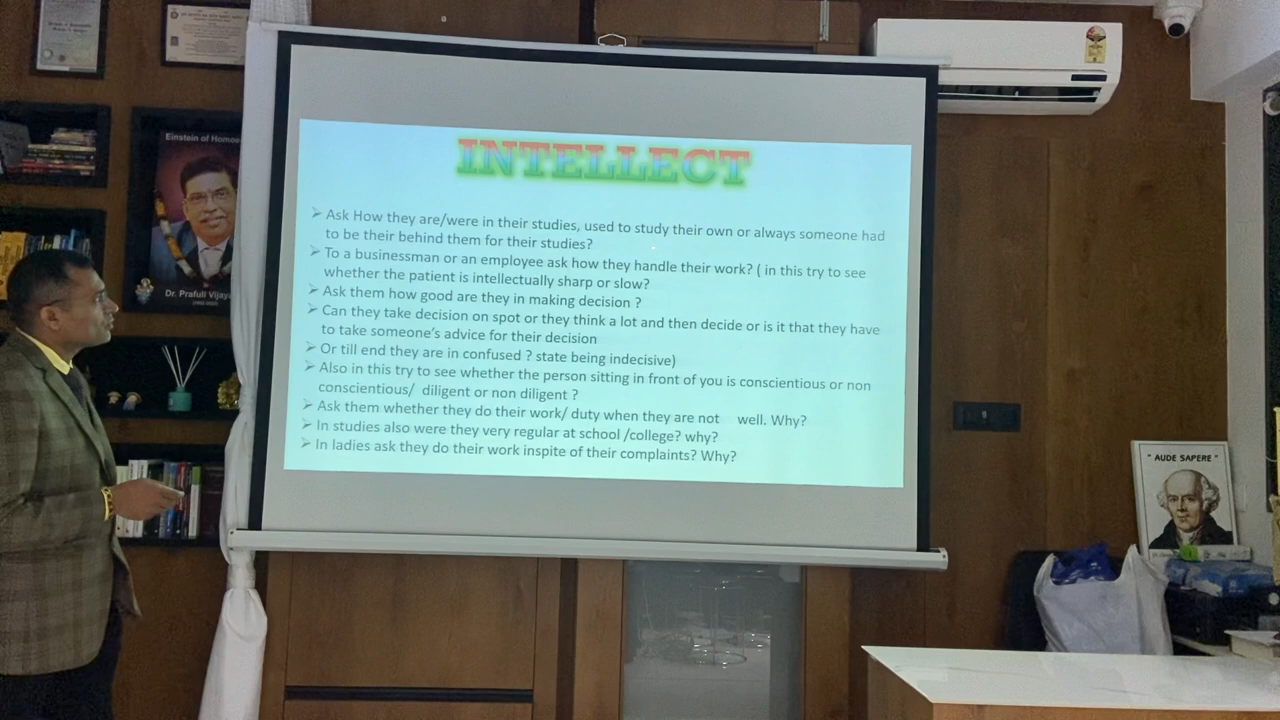 Einstein of Homoe
Dr. Prafull Vijaya
INTELLECT
➢ Ask How they are/were in their studies, used to study their own or always someone had
to be their behind them for their studies?
➢ To a businessman or an employee ask how they handle their work? ( in this try to see
whether the patient is intellectually sharp or slow?
➢ Ask them how good are they in making decision ?
➢ Can they take decision on spot or they think a lot and then decide or is it that they have
to take someone's advice for their decision
➢ Or till end they are in confused ? state being indecisive)
➢ Also in this try to see whether the person sitting in front of you is conscientious or non
conscientious/ diligent or non diligent ?
➢ Ask them whether they do their work/ duty when they are not well. Why?
➢ In studies also were they very regular at school /college? why?
➢ In ladies ask they do their work inspite of their complaints? Why?
" AUDE SAPERE "